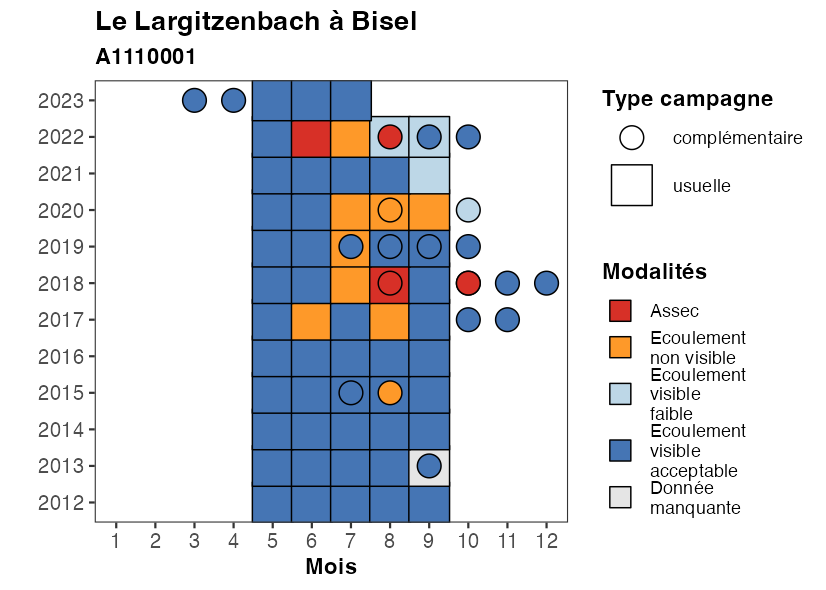 Le Largitzenbach à Bisel
A1110001
2023
2022
2021
2020
2019
2018
2017
2016
2015
2014
2013
2012
1 2 3 4 5 6 7 8 9 10 11 12
Mois
Type campagne
complémentaire
usuelle
Modalités
Assec
Ecoulement
non visible
Ecoulement
visible
faible
Ecoulement
visible
acceptable
Donnée
manquante